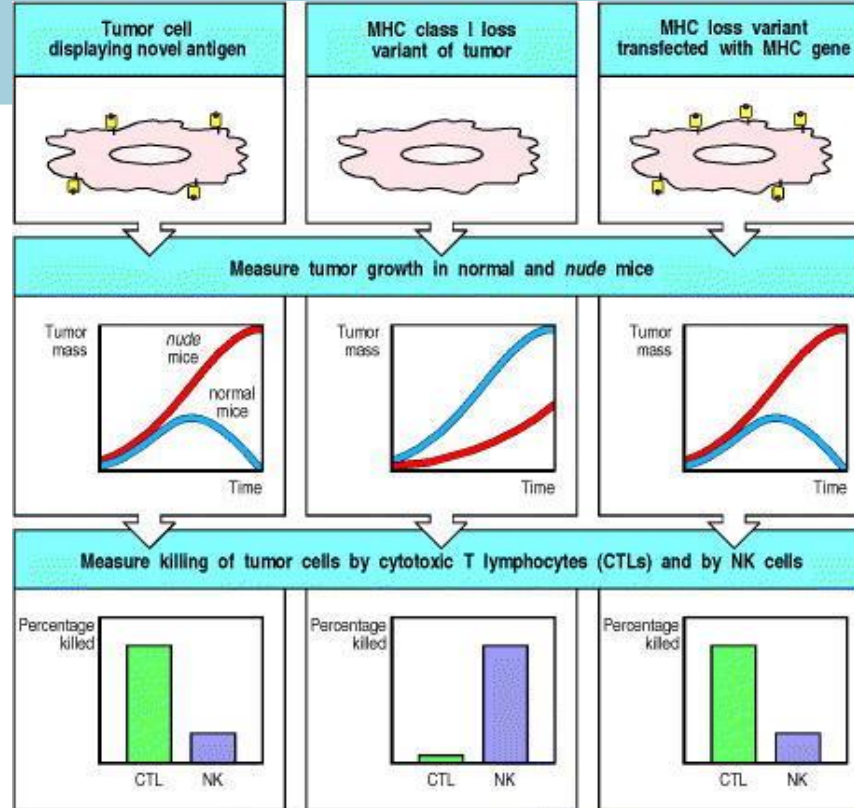 Tumor cell
displaying novel antigen
MHC class I loss
variant of tumor
MHC loss variant
transfected with MHC gene
Measure tumor growth in normal and nude mice
Tumor
mass
nude
mice
normal
mice
Time
Tumor
mass
Time
Tumor
mass
Time
Measure killing of tumor cells by cytotoxic T lymphocytes (CTLs) and by NK cells
Percentage
killed
CTL NK
Percentage
killed
CTL NK
Percentage
killed
CTL NK